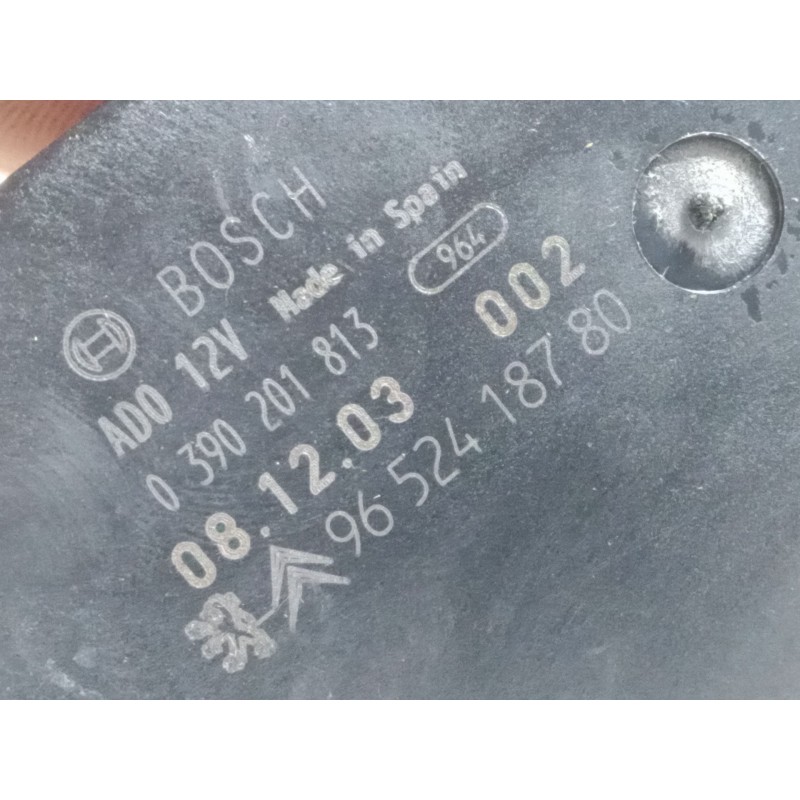 BOSCH
ADO 12V Made in Spain
0 390 201 813 964
08.12.03 002
96 524 187 80